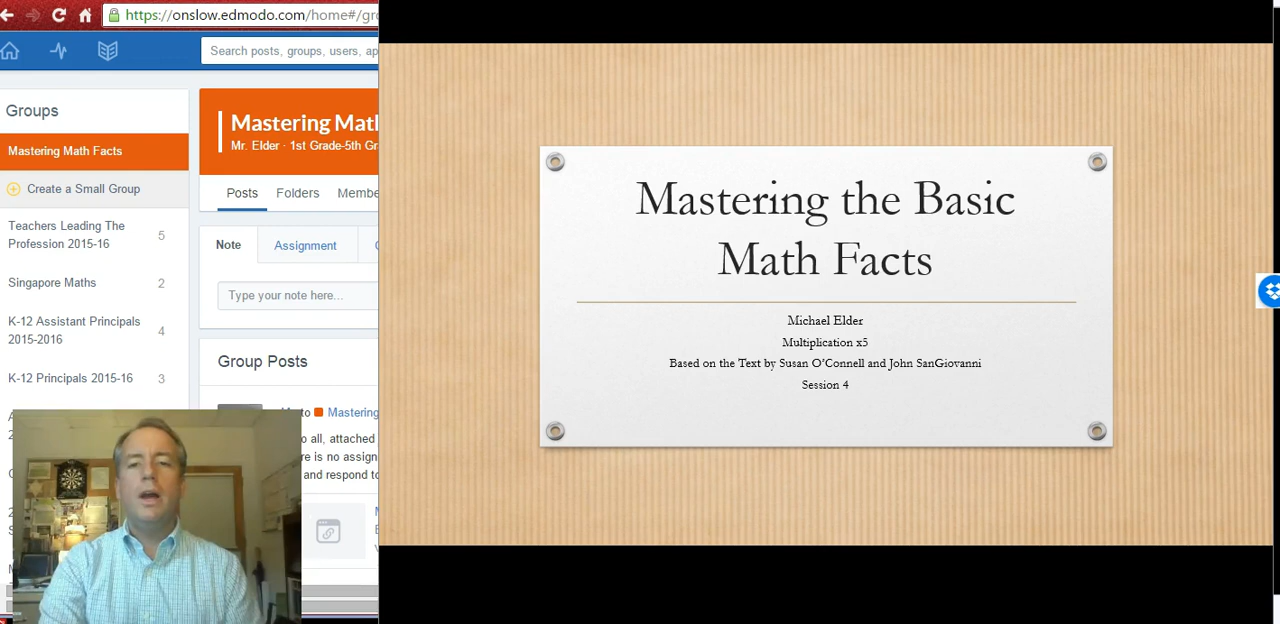 https://onslow.edmodo.com/home#/gro
Search posts, groups, users, ap
Groups
Mastering Math Facts
Create a Small Group
Teachers Leading The
Profession 2015-16
5
Singapore Maths
2
K-12 Assistant Principals
2015-2016
4
K-12 Principals 2015-16
3
Mastering Mat
Mr. Elder · 1st Grade-5th Gr
Posts Folders Membe
Note Assignment
Type your note here...
Group Posts
to Mastering
o all, attached
re is no assign
and respond to
Mastering the Basic
Math Facts
Michael Elder
Multiplication x5
Based on the Text by Susan O'Connell and John SanGiovanni
Session 4